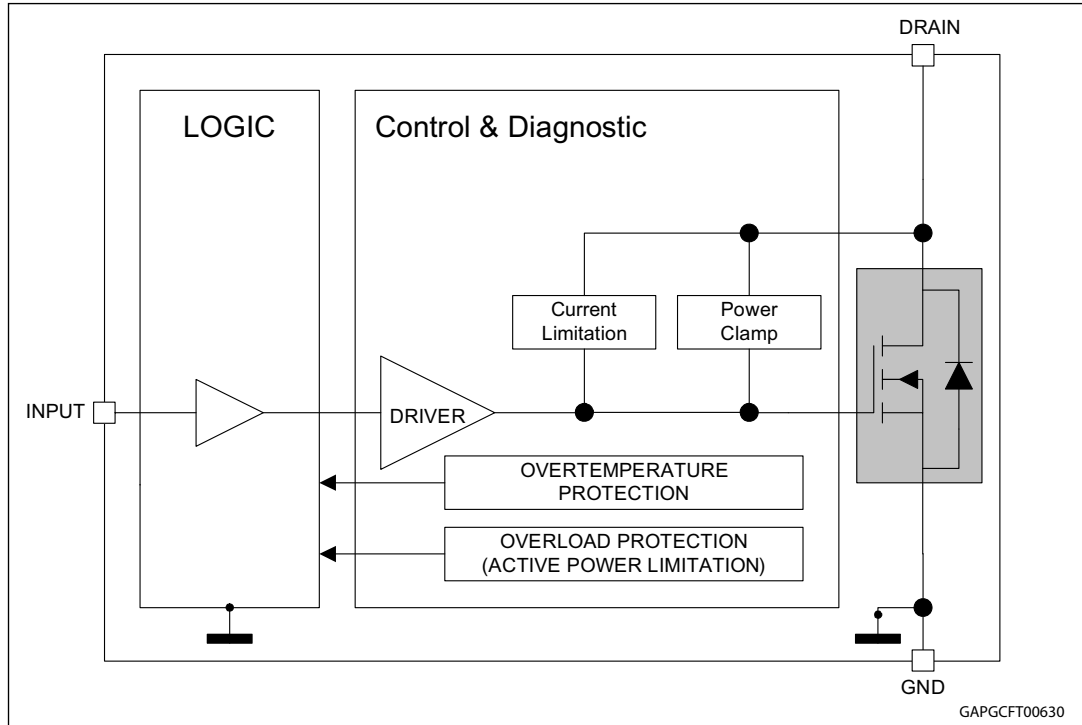 DRAIN
LOGIC
Control & Diagnostic
Current
Limitation
Power
Clamp
INPUT
DRIVER
OVERTEMPERATURE
PROTECTION
OVERLOAD PROTECTION
(ACTIVE POWER LIMITATION)
GND
GAPGCFT00630